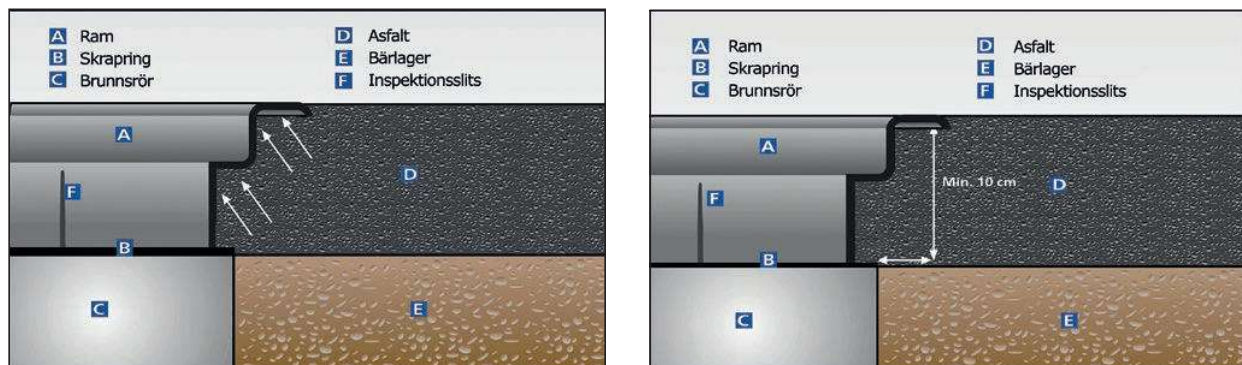 A Ram
B Skrapring
C Brunnsrör
D Asfalt
E Bärlager
F Inspektionsslits
A
F
D
B
C
E
A Ram
B Skrapring
C Brunnsrör
D Asfalt
E Bärlager
F Inspektionsslits
A
F
Min. 10 cm
D
B
C
E